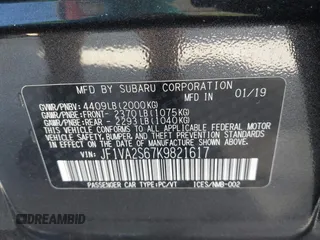 MFD BY SUBARU CORPORATION 01/19
GVWR/PNBV: 4409LB(2000KG)
GAWR/PNBE:FRONT- 2370LB(1075KG)
GAWR/PNBE:REAR - 2293LB(1040KG)
THIS VEHICLE CONFORMS TO ALL APPLICABLE FEDERAL MOTOR
VEHICLE SAFETY, BUMPER, AND THEFT PREVENTION STANDARDS
IN EFFECT ON THE DATE OF MANUFACTURE SHOWN ABOVE.
VIN: JF1VA2S67K9821617
PASSENGER CAR TYPE:PC/VT ICES/NMB-002
DREAMBID